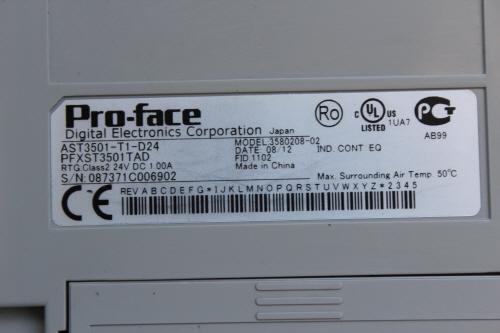 Pro-face
Digital Electronics Corporation Japan
AST3501-T1-D24
PFXST3501TAD
RTG.Class2 24V DC 1.00A
S/N:087371C006902
MODEL.3580208-02
DATE. 08/12
FID.1102
Made in China
IND. CONT EQ
Ro
C UL US
LISTED 1UA7
PCT
AB99
Max. Surrounding Air Temp. 50°C
CE
REV A B C D E F G * I J K L M N O P Q R S T U V W X Y Z * 2 3 4 5